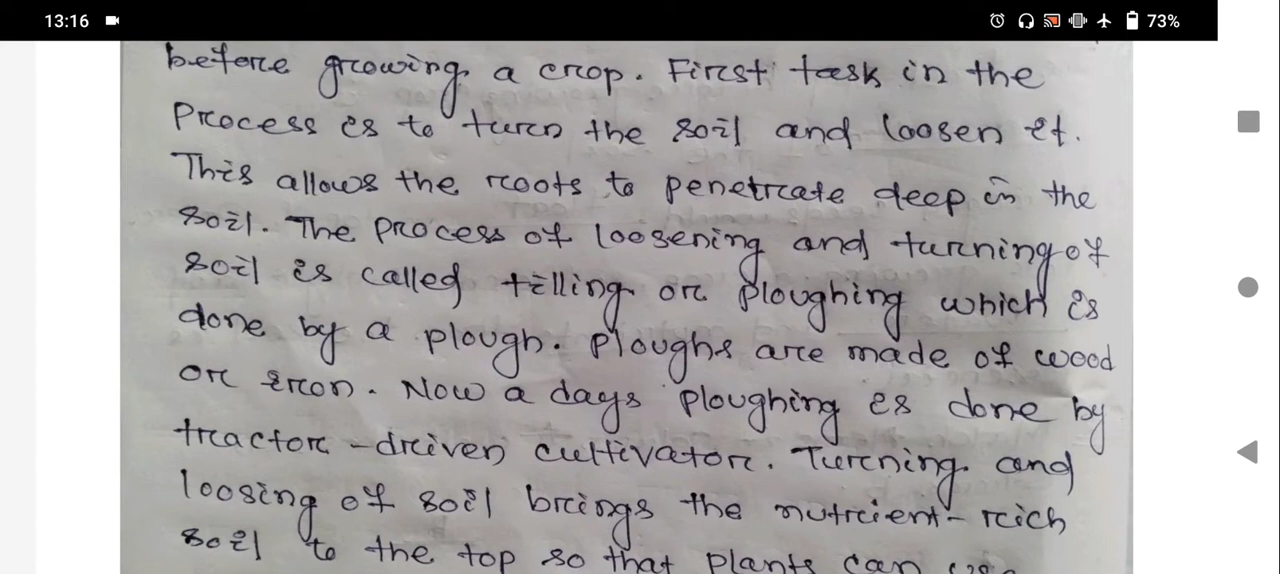 13:16
73%
before growing a crop. First task in the
Process is to turn the soil and loosen it.
This allows the roots to penetrate deep in the
soil. The process of loosening and turning of
soil is called tilling or ploughing which is
done by a plough. Ploughs are made of wood
or iron. Now a days ploughing is done by
tractor-driven cultivator. Turning and
loosing of soil brings the nutrient-rich
soil to the top so that plants can use